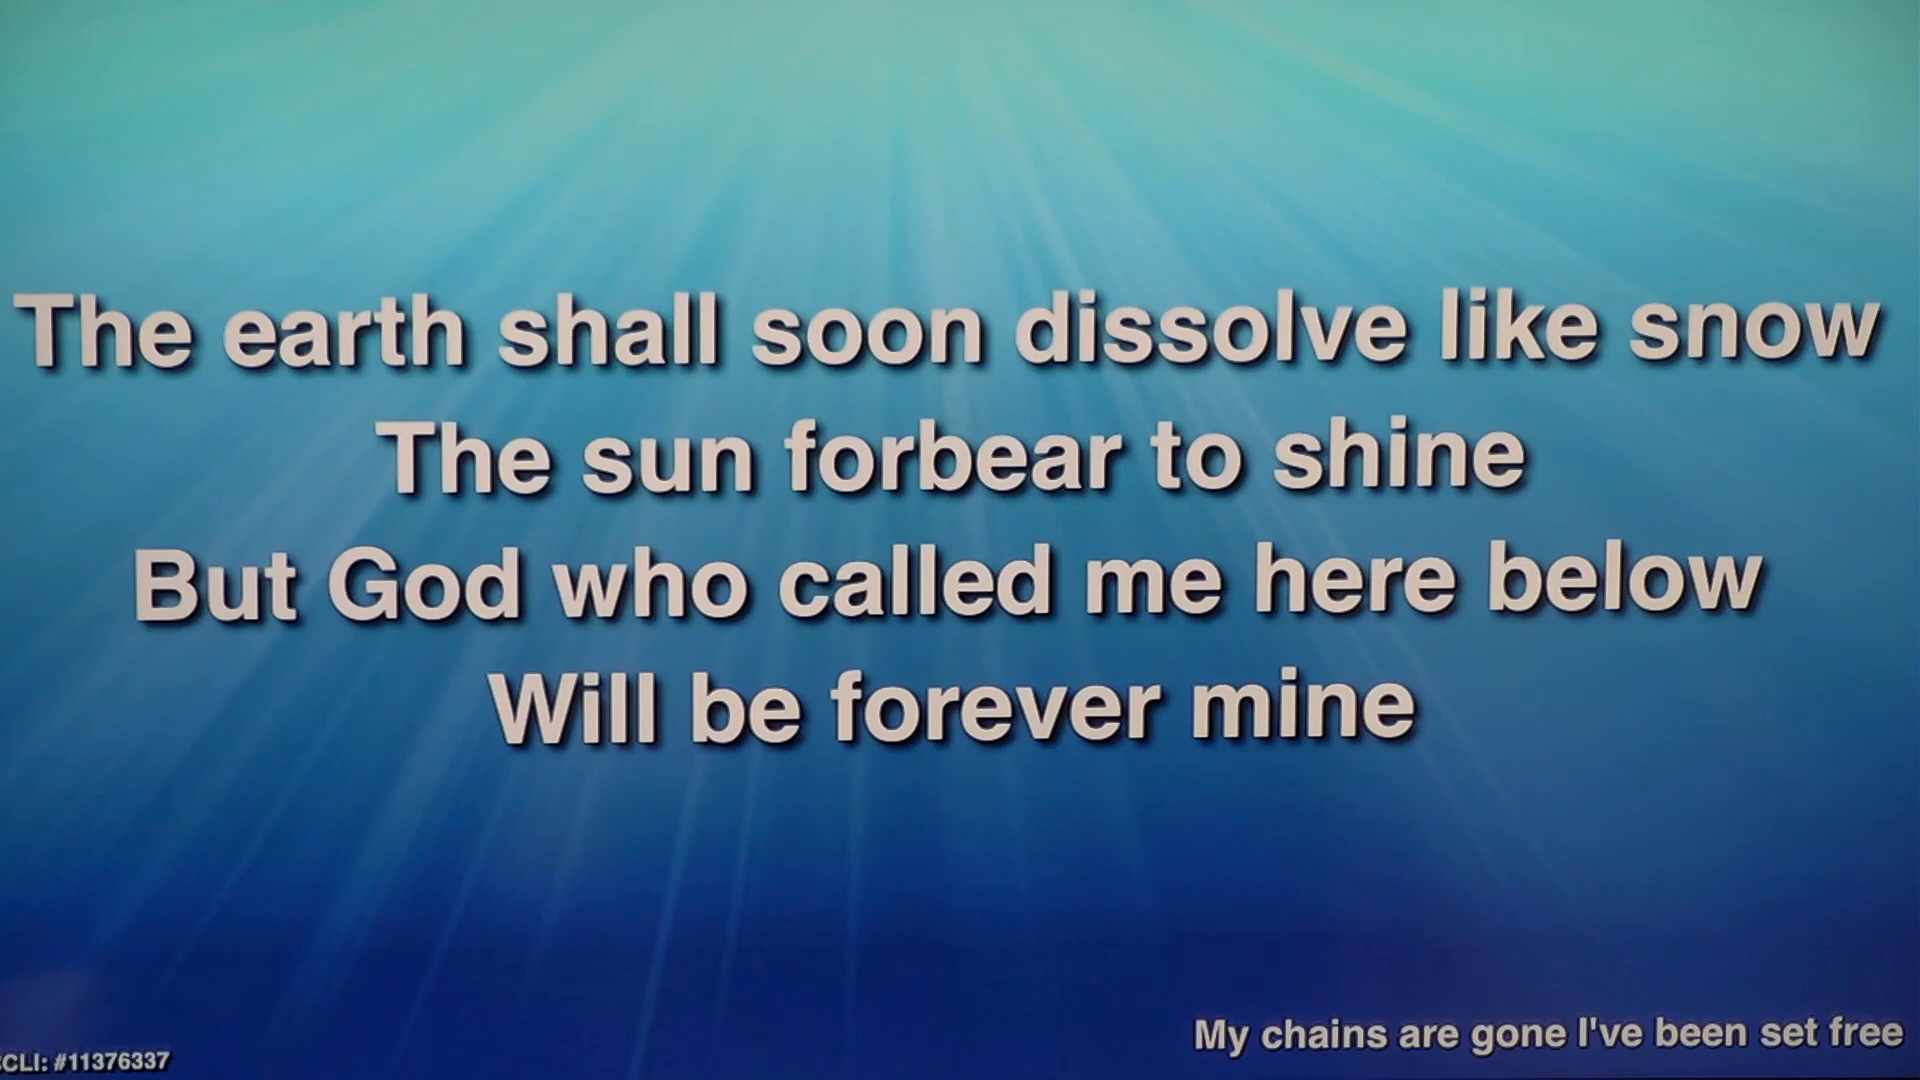 The earth shall soon dissolve like snow
The sun forbear to shine
But God who called me here below
Will be forever mine
My chains are gone I've been set free
CLI: #11376337